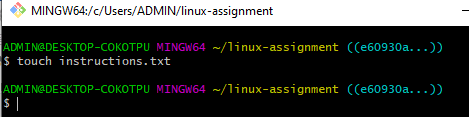 MINGW64:/c/Users/ADMIN/linux-assignment
ADMIN@DESKTOP-COKOTPU MINGW64 ~/linux-assignment ((e60930a...))
$ touch instructions.txt
ADMIN@DESKTOP-COKOTPU MINGW64 ~/linux-assignment ((e60930a...))
$